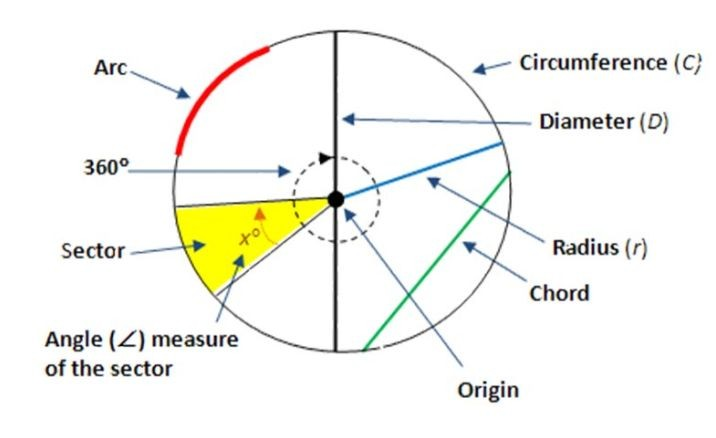 Circumference (C)
Arc
Diameter (D)
360°
x°
Sector
Radius (r)
Chord
Angle (∠) measure
of the sector
Origin